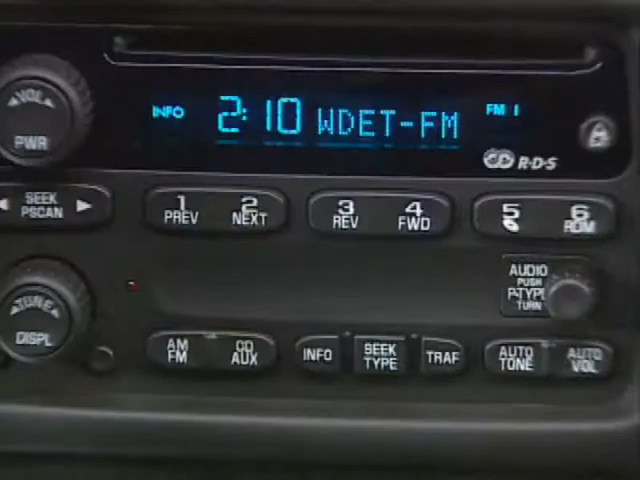 VOL
PWR
INFO 2:10 WDET-FM FM 1
CD R·D·S
SEEK
PSCAN
1 PREV
2 NEXT
3 REV
4 FWD
5
6 RDM
AUDIO
PUSH
P-TYPE
TURN
TUNE
DISPL
AM
FM
CD
AUX
INFO
SEEK
TYPE
TRAF
AUTO
TONE
AUTO
VOL